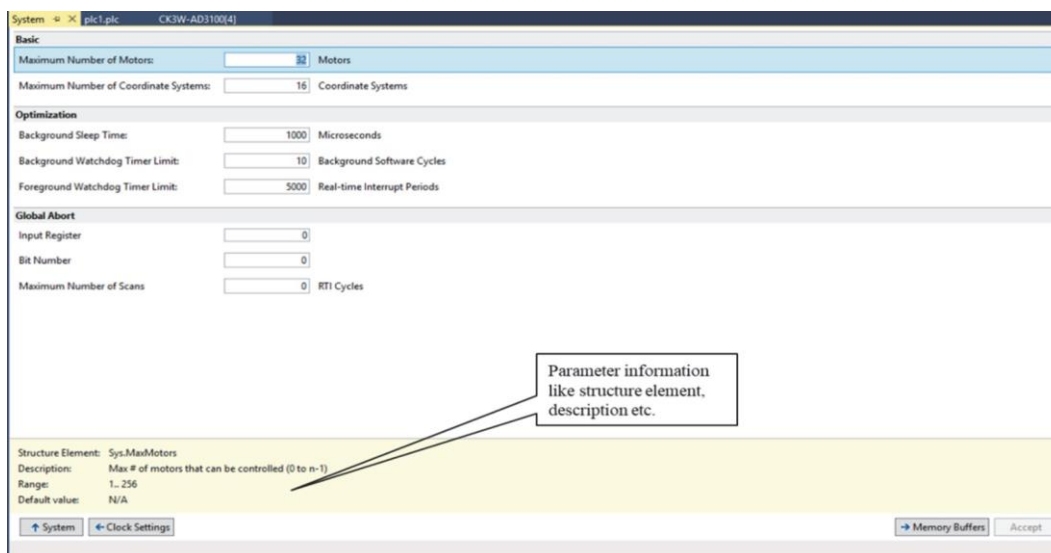 System plc1.plc CK3W-AD3100[4]
Basic
Maximum Number of Motors: 32 Motors
Maximum Number of Coordinate Systems: 16 Coordinate Systems
Optimization
Background Sleep Time: 1000 Microseconds
Background Watchdog Timer Limit: 10 Background Software Cycles
Foreground Watchdog Timer Limit: 5000 Real-time Interrupt Periods
Global Abort
Input Register 0
Bit Number 0
Maximum Number of Scans 0 RTI Cycles
Parameter information
like structure element,
description etc.
Structure Element: Sys.MaxMotors
Description: Max # of motors that can be controlled (0 to n-1)
Range: 1.. 256
Default value: N/A
↑ System ← Clock Settings → Memory Buffers Accept